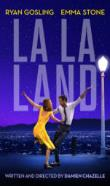 RYAN GOSLING EMMA STONE
LA LA
LAND
WRITTEN AND DIRECTED BY DAMIEN CHAZELLE